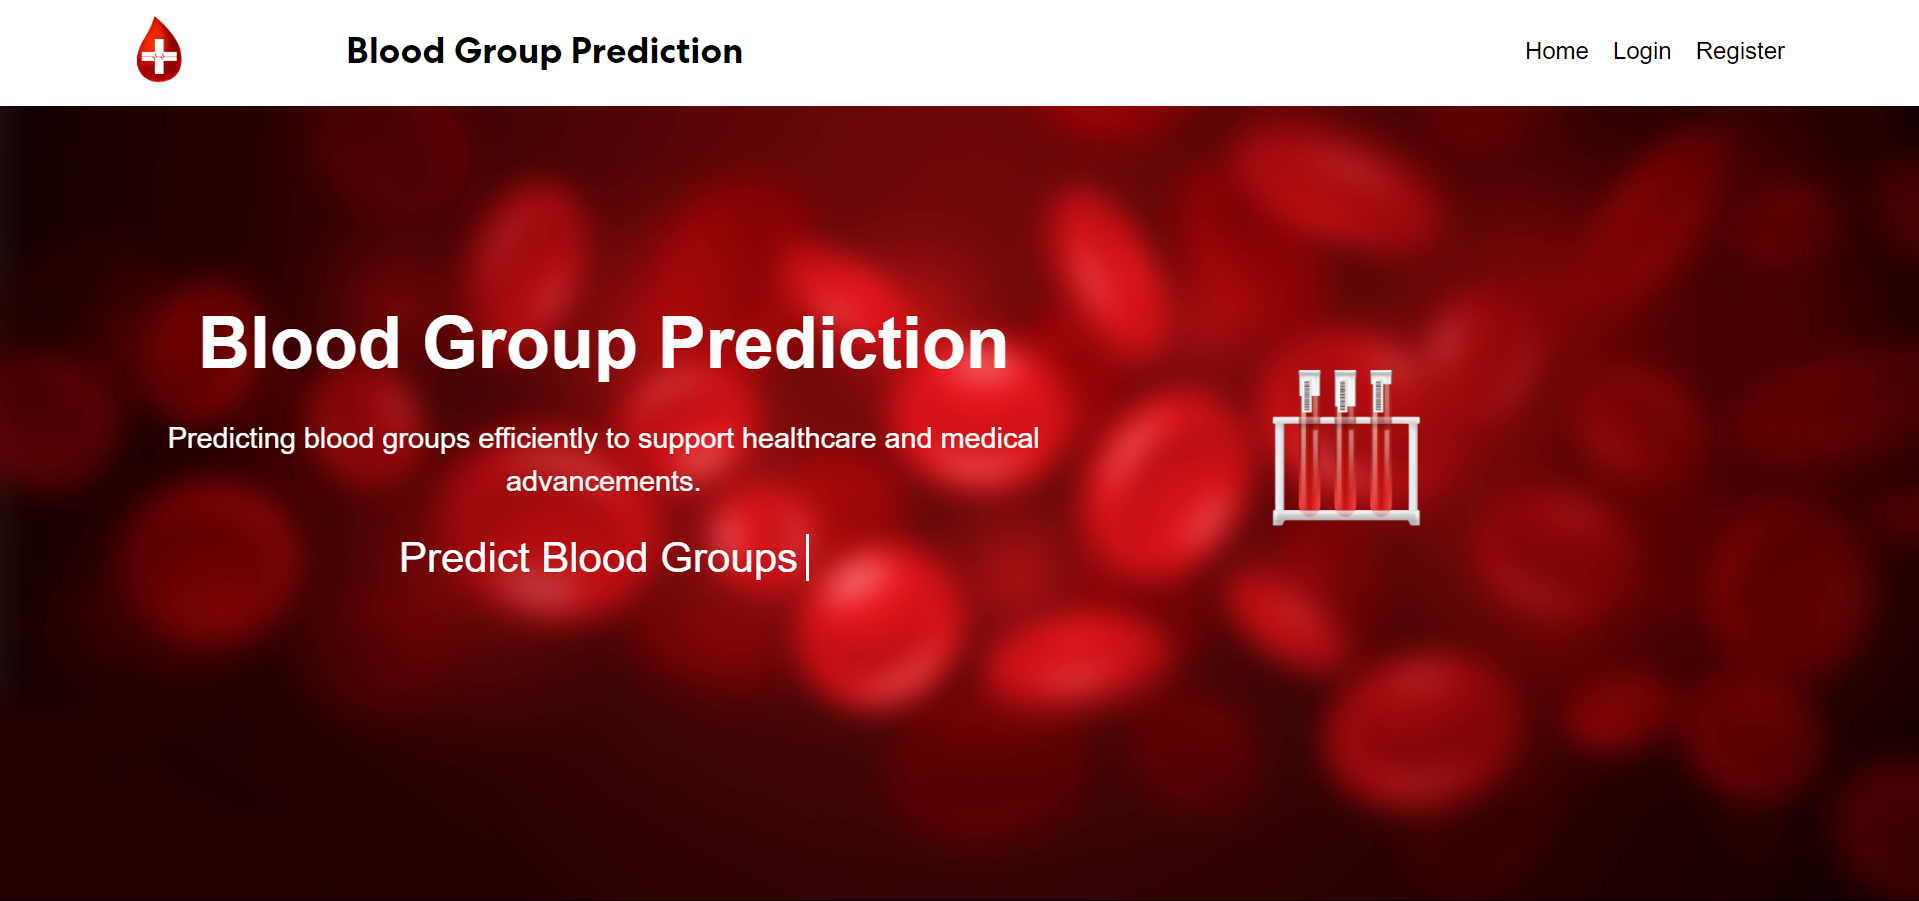 Blood Group Prediction
Home Login Register
Blood Group Prediction
Predicting blood groups efficiently to support healthcare and medical
advancements.
Predict Blood Groups